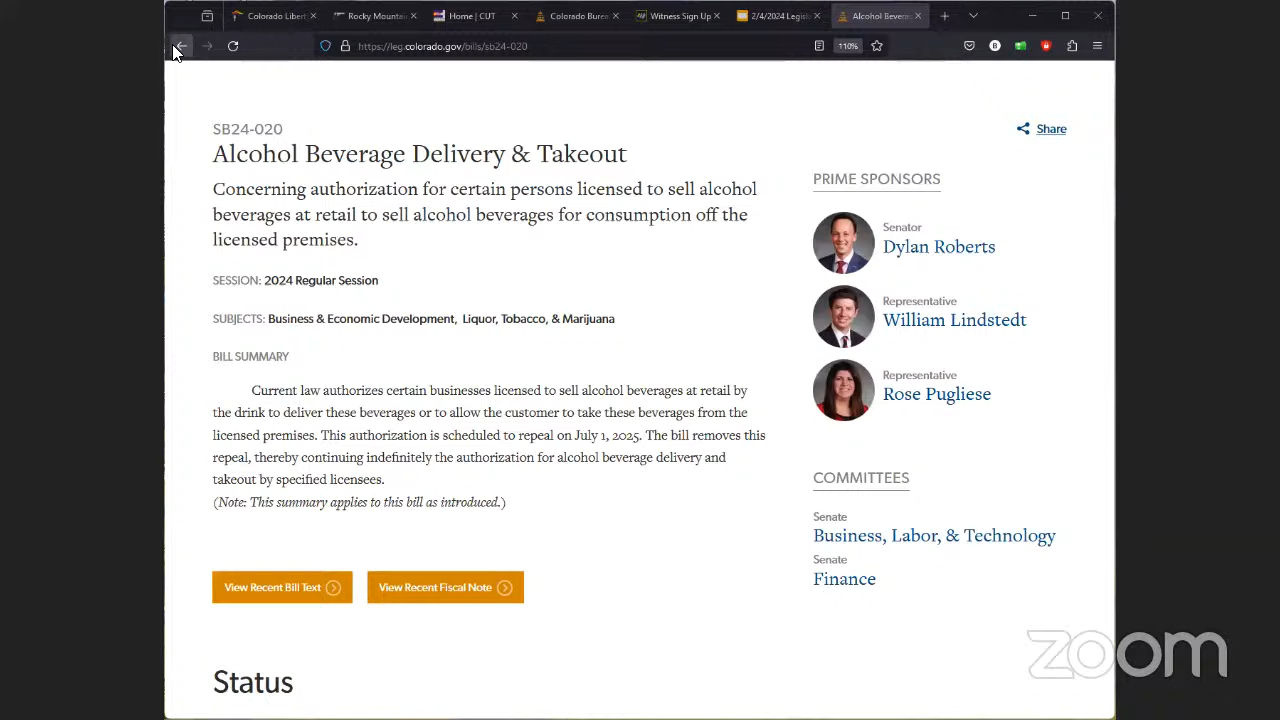 Colorado Libert
Rocky Mountai
Home | CUT
Colorado Burea
Witness Sign Up
2/4/2024 Legisl
Alcohol Bevera
https://leg.colorado.gov/bills/sb24-020
110%
SB24-020
Share
Alcohol Beverage Delivery & Takeout
Concerning authorization for certain persons licensed to sell alcohol
beverages at retail to sell alcohol beverages for consumption off the
licensed premises.
SESSION: 2024 Regular Session
SUBJECTS: Business & Economic Development, Liquor, Tobacco, & Marijuana
BILL SUMMARY
Current law authorizes certain businesses licensed to sell alcohol beverages at retail by
the drink to deliver these beverages or to allow the customer to take these beverages from the
licensed premises. This authorization is scheduled to repeal on July 1, 2025. The bill removes this
repeal, thereby continuing indefinitely the authorization for alcohol beverage delivery and
takeout by specified licensees.
(Note: This summary applies to this bill as introduced.)
View Recent Bill Text
View Recent Fiscal Note
Status
PRIME SPONSORS
Senator
Dylan Roberts
Representative
William Lindstedt
Representative
Rose Pugliese
COMMITTEES
Senate
Business, Labor, & Technology
Senate
Finance
zoom